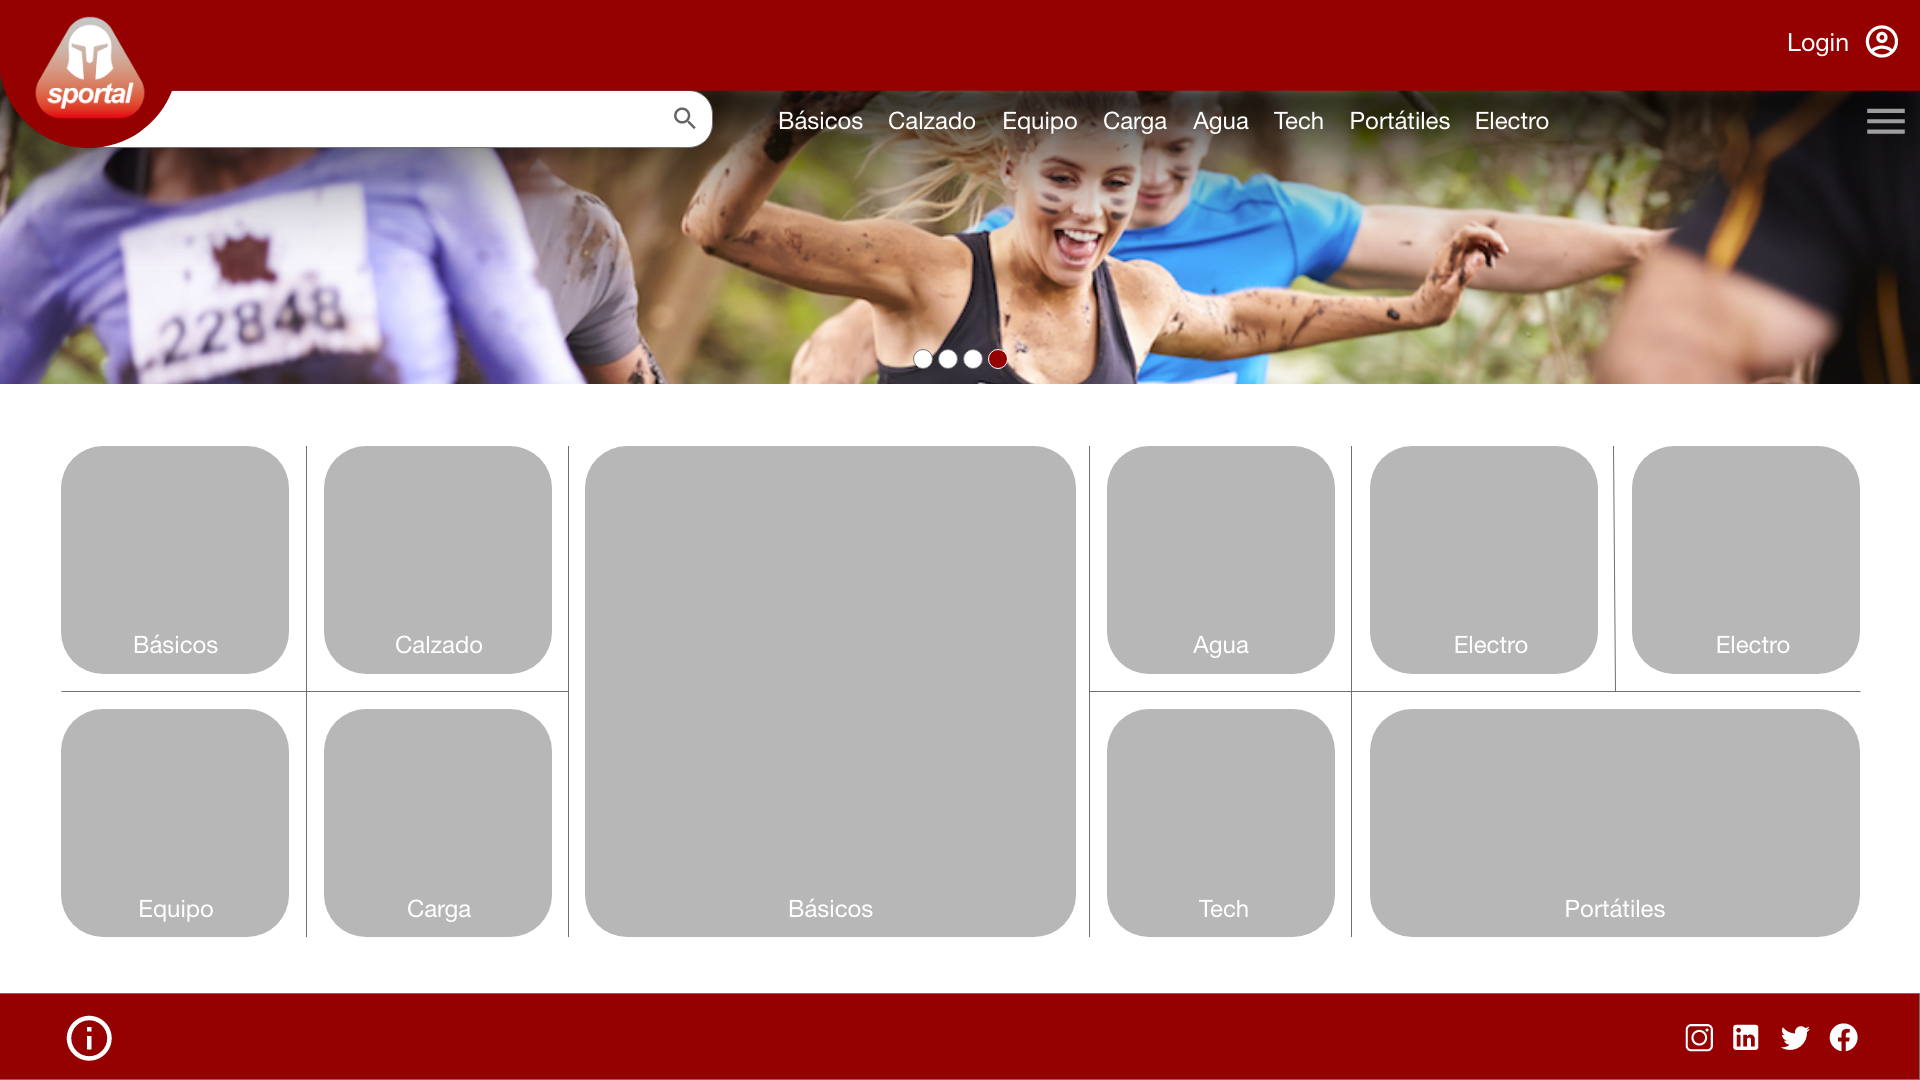 Login
sportal
Básicos Calzado Equipo Carga Agua Tech Portátiles Electro
22848
Básicos
Calzado
Agua
Electro
Electro
Equipo
Carga
Básicos
Tech
Portátiles